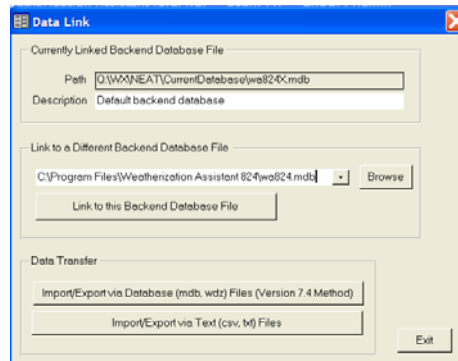 Data Link
Currently Linked Backend Database File
Path Q:\WX\NEAT\CurrentDatabase\wa824X.mdb
Description Default backend database
Link to a Different Backend Database File
C:\Program Files\Weatherization Assistant 824\wa824.mdb Browse
Link to this Backend Database File
Data Transfer
Import/Export via Database (mdb, wdz) Files (Version 7.4 Method)
Import/Export via Text (csv, txt) Files
Exit